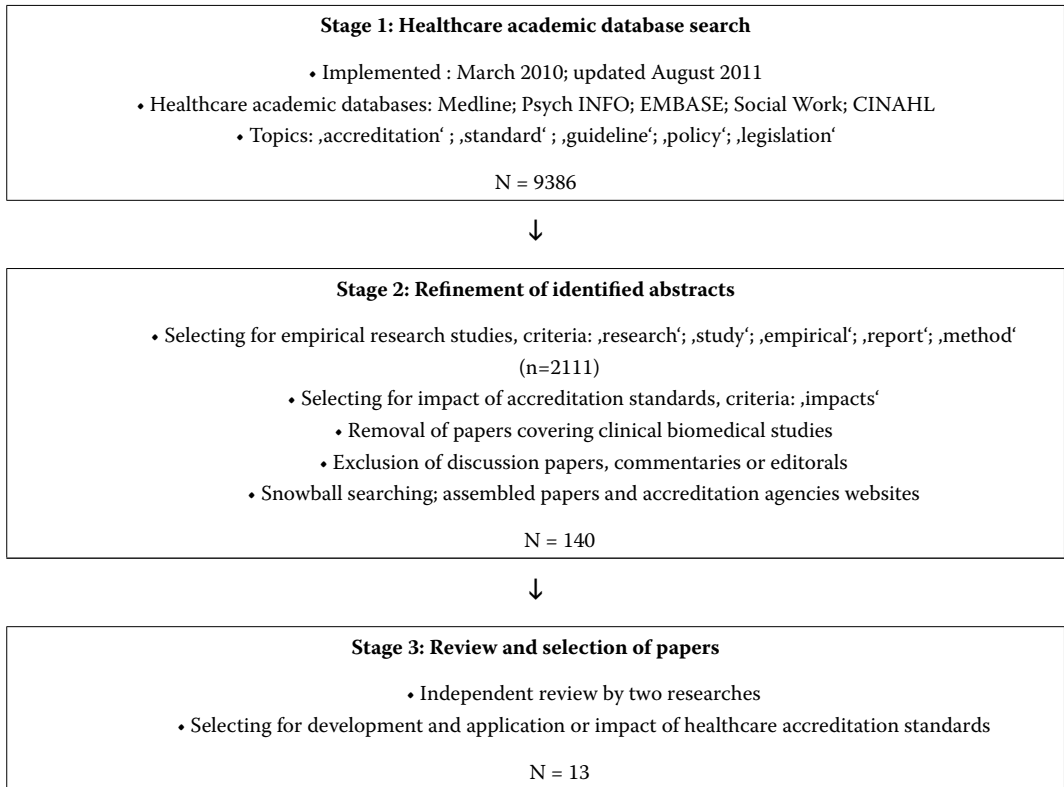 Stage 1: Healthcare academic database search
• Implemented : March 2010; updated August 2011
• Healthcare academic databases: Medline; Psych INFO; EMBASE; Social Work; CINAHL
• Topics: ‚accreditation‘ ; ‚standard‘ ; ‚guideline‘; ‚policy‘; ‚legislation‘
N = 9386
↓
Stage 2: Refinement of identified abstracts
• Selecting for empirical research studies, criteria: ‚research‘; ‚study‘; ‚empirical‘; ‚report‘; ‚method‘
(n=2111)
• Selecting for impact of accreditation standards, criteria: ‚impacts‘
• Removal of papers covering clinical biomedical studies
• Exclusion of discussion papers, commentaries or editorals
• Snowball searching; assembled papers and accreditation agencies websites
N = 140
↓
Stage 3: Review and selection of papers
• Independent review by two researches
• Selecting for development and application or impact of healthcare accreditation standards
N = 13